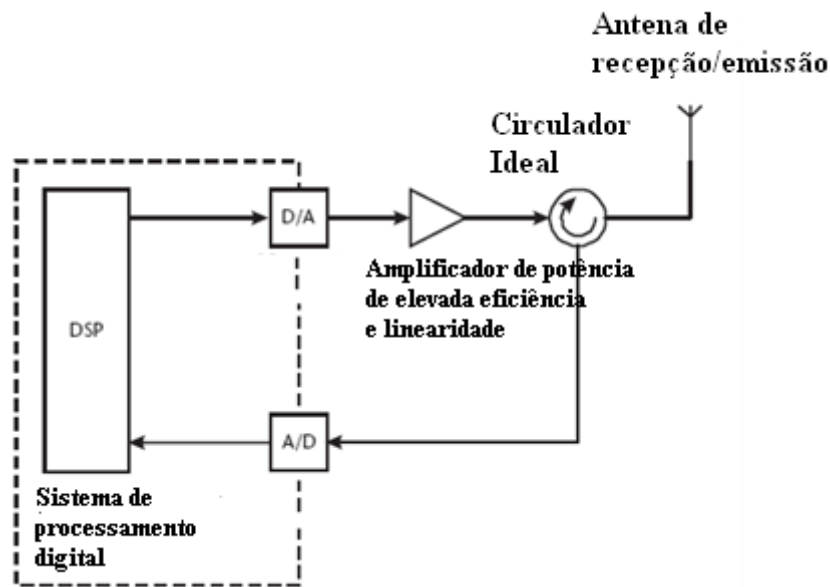 Antena de
recepção/emissão
Circulador
Ideal
D/A
Amplificador de potência
de elevada eficiência
e linearidade
DSP
A/D
Sistema de
processamento
digital